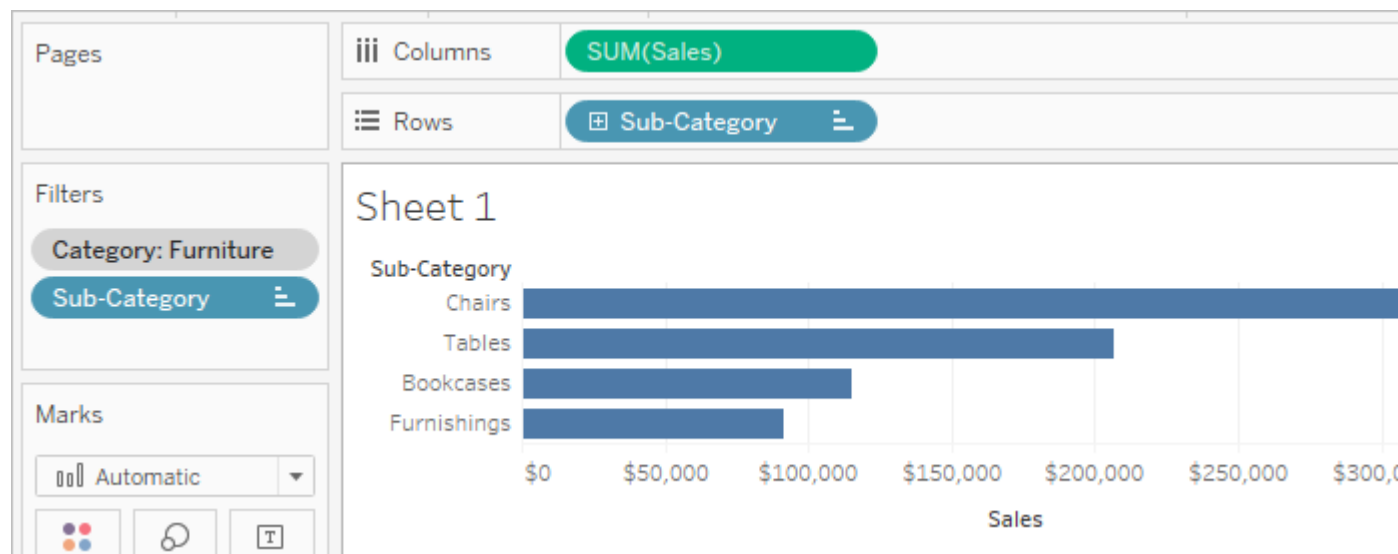 Pages
Columns
SUM(Sales)
Rows
Sub-Category
Filters
Category: Furniture
Sub-Category
Marks
Automatic
T
Sheet 1
Sub-Category
Chairs
Tables
Bookcases
Furnishings
$0 $50,000 $100,000 $150,000 $200,000 $250,000
Sales